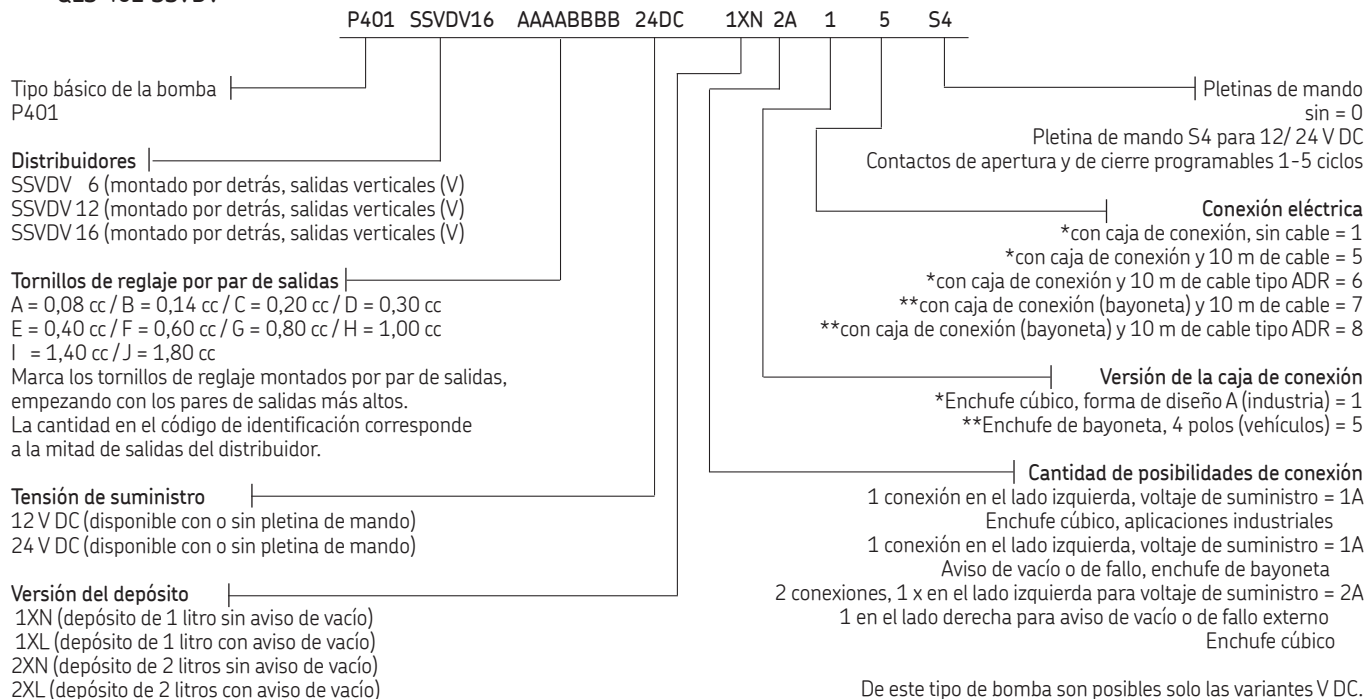 P401 SSVDV16 AAAABBBB 24DC 1XN 2A 1 5 S4
Tipo básico de la bomba
P401
Distribuidores
SSVDV 6 (montado por detrás, salidas verticales (V)
SSVDV 12 (montado por detrás, salidas verticales (V)
SSVDV 16 (montado por detrás, salidas verticales (V)
Tornillos de reglaje por par de salidas
A = 0,08 cc / B = 0,14 cc / C = 0,20 cc / D = 0,30 cc
E = 0,40 cc / F = 0,60 cc / G = 0,80 cc / H = 1,00 cc
I = 1,40 cc / J = 1,80 cc
Marca los tornillos de reglaje montados por par de salidas,
empezando con los pares de salidas más altos.
La cantidad en el código de identificación corresponde
a la mitad de salidas del distribuidor.
Tensión de suministro
12 V DC (disponible con o sin pletina de mando)
24 V DC (disponible con o sin pletina de mando)
Versión del depósito
1XN (depósito de 1 litro sin aviso de vacío)
1XL (depósito de 1 litro con aviso de vacío)
2XN (depósito de 2 litros sin aviso de vacío)
2XL (depósito de 2 litros con aviso de vacío)
Pletinas de mando
sin = 0
Pletina de mando S4 para 12/ 24 V DC
Contactos de apertura y de cierre programables 1-5 ciclos
Conexión eléctrica
*con caja de conexión, sin cable = 1
*con caja de conexión y 10 m de cable = 5
*con caja de conexión y 10 m de cable tipo ADR = 6
**con caja de conexión (bayoneta) y 10 m de cable = 7
**con caja de conexión (bayoneta) y 10 m de cable tipo ADR = 8
Versión de la caja de conexión
*Enchufe cúbico, forma de diseño A (industria) = 1
**Enchufe de bayoneta, 4 polos (vehículos) = 5
Cantidad de posibilidades de conexión
1 conexión en el lado izquierda, voltaje de suministro = 1A
Enchufe cúbico, aplicaciones industriales
1 conexión en el lado izquierda, voltaje de suministro = 1A
Aviso de vacío o de fallo, enchufe de bayoneta
2 conexiones, 1 x en el lado izquierda para voltaje de suministro = 2A
1 en el lado derecha para aviso de vacío o de fallo externo
Enchufe cúbico
De este tipo de bomba son posibles solo las variantes V DC.